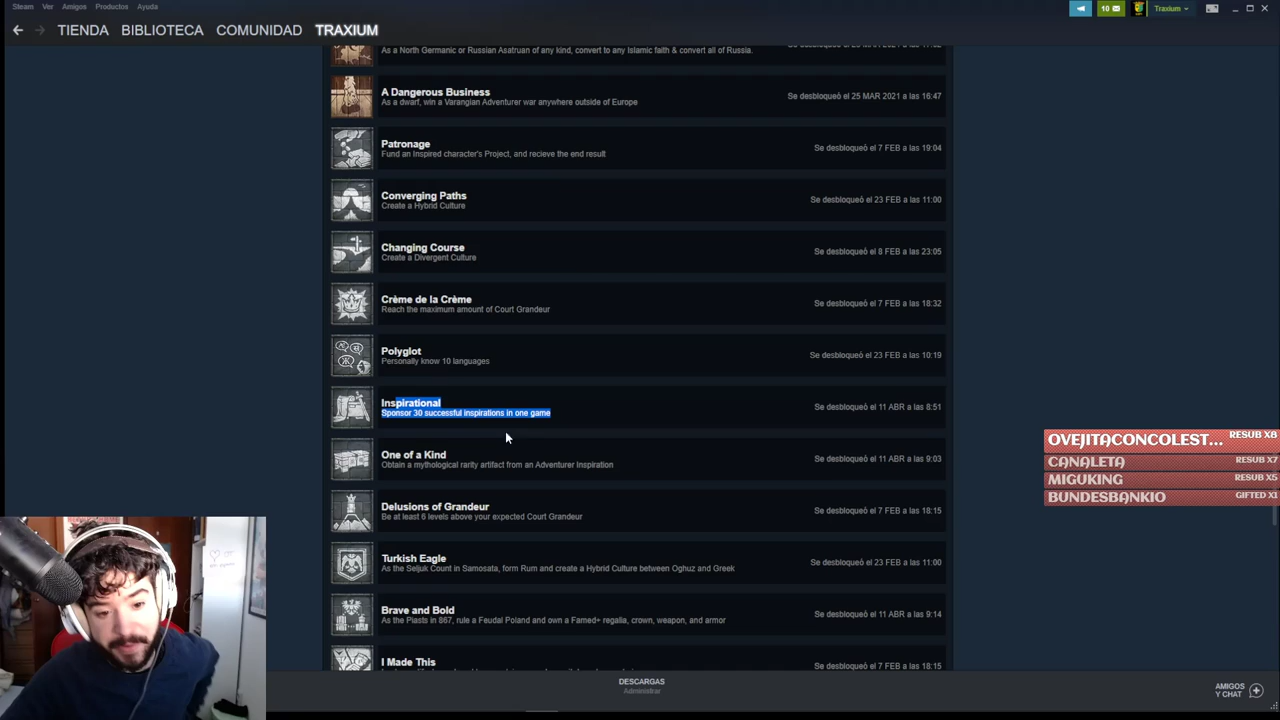 Steam Ver Amigos Productos Ayuda
10
Traxium
TIENDA BIBLIOTECA COMUNIDAD TRAXIUM
As a North Germanic or Russian Asatruan of any kind, convert to any Islamic faith & convert all of Russia.
A Dangerous Business
As a dwarf, win a Varangian Adventurer war anywhere outside of Europe
Se desbloqueó el 25 MAR 2021 a las 16:47
Patronage
Fund an Inspired character's Project, and recieve the end result
Se desbloqueó el 7 FEB a las 19:04
Converging Paths
Create a Hybrid Culture
Se desbloqueó el 23 FEB a las 11:00
Changing Course
Create a Divergent Culture
Se desbloqueó el 8 FEB a las 23:05
Crème de la Crème
Reach the maximum amount of Court Grandeur
Se desbloqueó el 7 FEB a las 18:32
Polyglot
Personally know 10 languages
Se desbloqueó el 23 FEB a las 10:19
Inspirational
Sponsor 30 successful inspirations in one game
Se desbloqueó el 11 ABR a las 8:51
One of a Kind
Obtain a mythological rarity artifact from an Adventurer Inspiration
Se desbloqueó el 11 ABR a las 9:03
Delusions of Grandeur
Be at least 6 levels above your expected Court Grandeur
Se desbloqueó el 7 FEB a las 18:15
Turkish Eagle
As the Seljuk Count in Samosata, form Rum and create a Hybrid Culture between Oghuz and Greek
Se desbloqueó el 23 FEB a las 11:00
Brave and Bold
As the Piasts in 867, rule a Feudal Poland and own a Famed+ regalia, crown, weapon, and armor
Se desbloqueó el 11 ABR a las 9:14
I Made This
Se desbloqueó el 7 FEB a las 18:15
OVEJITACONCOLEST... RESUB X8
CANALETA RESUB X7
MIGUKING RESUB X5
BUNDESBANKIO GIFTED X1
DESCARGAS
Administrar
AMIGOS
Y CHAT